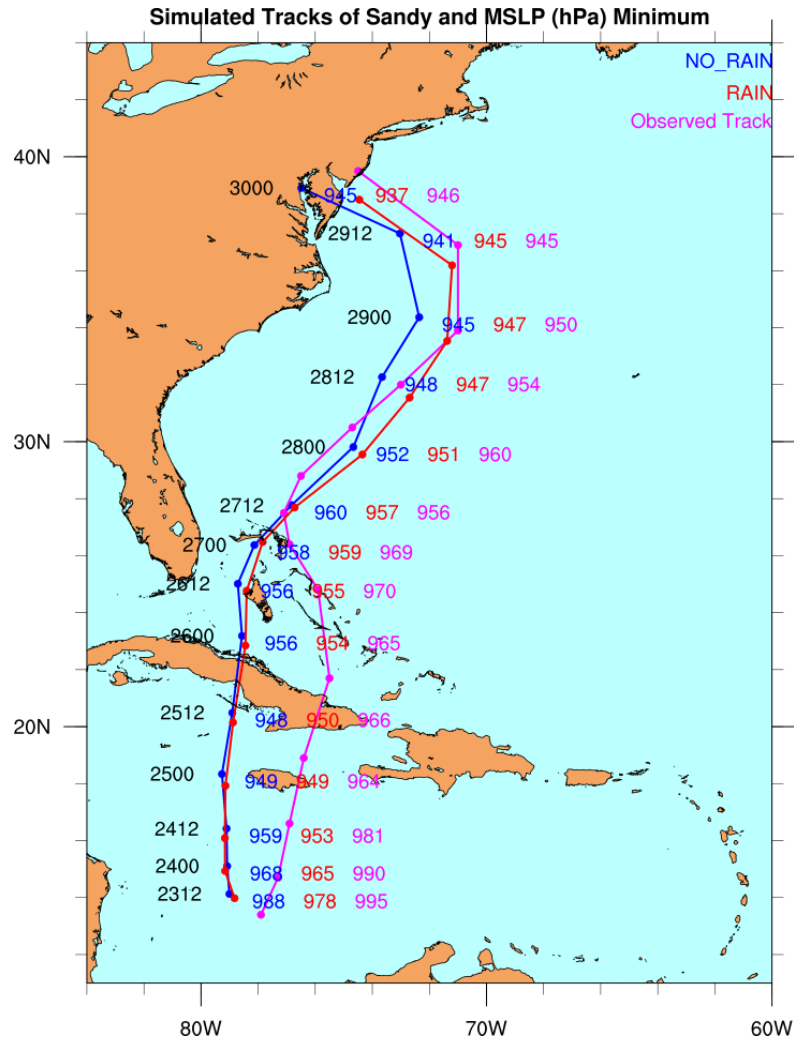 Simulated Tracks of Sandy and MSLP (hPa) Minimum
NO_RAIN
RAIN
Observed Track
40N
3000 945 937 946
2912 941 945 945
2900 945 947 950
2812 948 947 954
30N
2800 952 951 960
2712 960 957 956
2700 958 959 969
2612 956 955 970
2600 956 954 965
2512 948 950 966
20N
2500 949 949 964
2412 959 953 981
2400 968 965 990
2312 988 978 995
80W 70W 60W